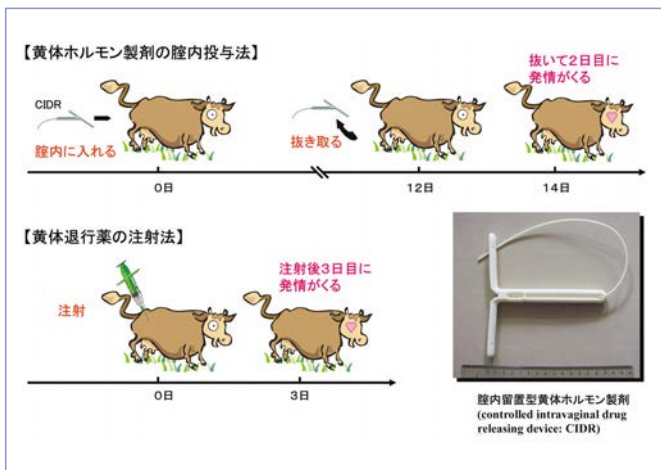 【黄体ホルモン製剤の腟内投与法】
抜いて2日目に
発情がくる
CIDR
腟内に入れる
抜き取る
0日
12日
14日
【黄体退行薬の注射法】
注射
注射後3日目に
発情がくる
0日
3日
腟内留置型黄体ホルモン製剤
(controlled intravaginal drug
releasing device: CIDR)